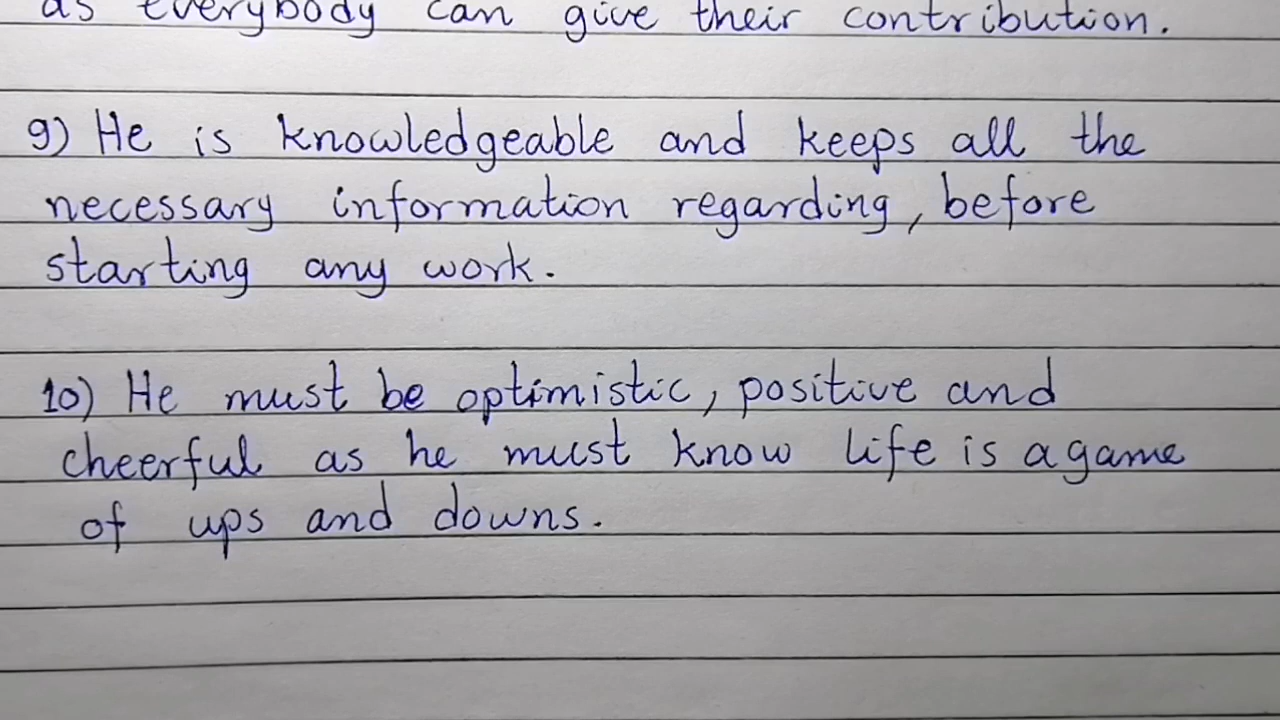 as everybody can give their contribution.
9) He is knowledgeable and keeps all the
necessary information regarding, before
starting any work.
10) He must be optimistic, positive and
cheerful as he must know life is a game
of ups and downs.